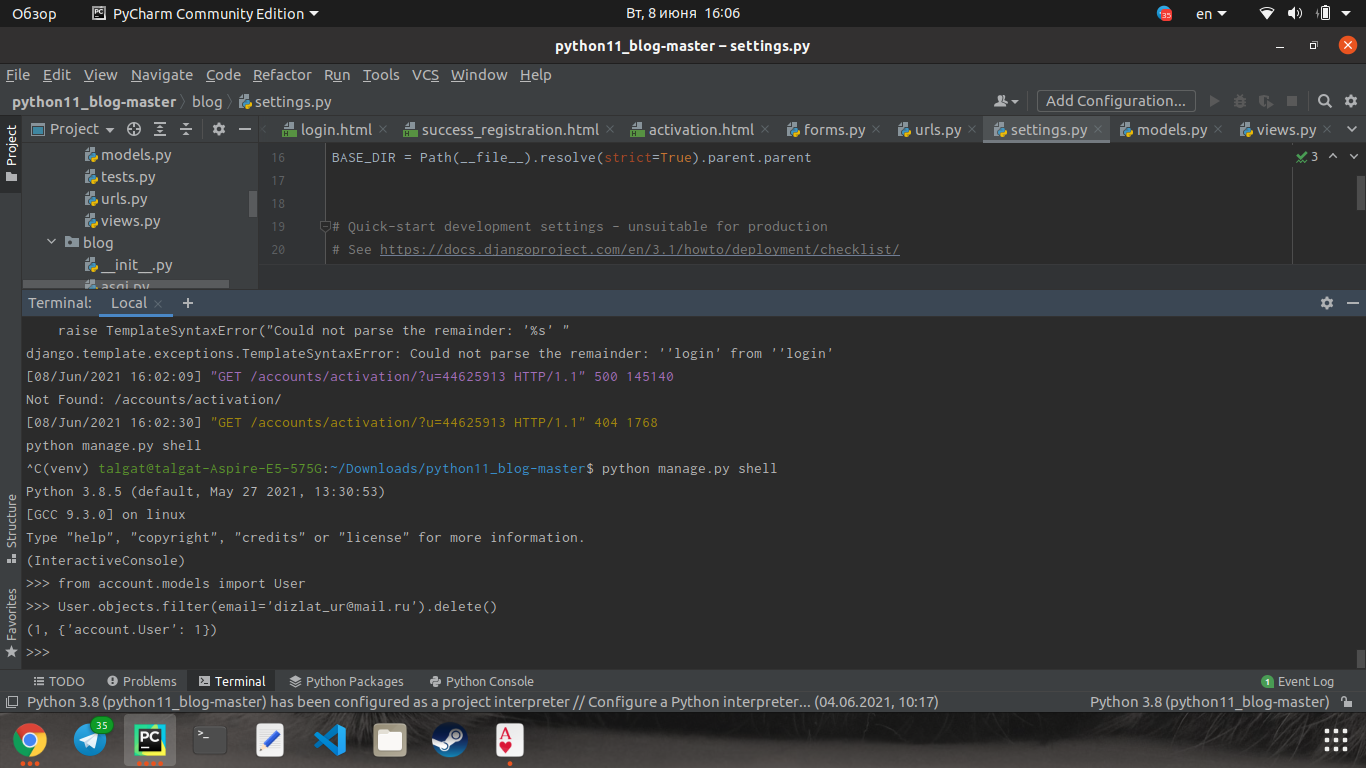 Обзор
PyCharm Community Edition
Вт, 8 июня 16:06
35
en
python11_blog-master – settings.py
File Edit View Navigate Code Refactor Run Tools VCS Window Help
python11_blog-master blog settings.py
Add Configuration...
Project
login.html success_registration.html activation.html forms.py urls.py settings.py models.py views.py
Project
models.py
tests.py
urls.py
views.py
blog
__init__.py
asgi.py
16 BASE_DIR = Path(__file__).resolve(strict=True).parent.parent
3
17
18
19 # Quick-start development settings - unsuitable for production
20 # See https://docs.djangoproject.com/en/3.1/howto/deployment/checklist/
Terminal: Local +
raise TemplateSyntaxError("Could not parse the remainder: '%s' "
django.template.exceptions.TemplateSyntaxError: Could not parse the remainder: ''login' from ''login'
[08/Jun/2021 16:02:09] "GET /accounts/activation/?u=44625913 HTTP/1.1" 500 145140
Not Found: /accounts/activation/
[08/Jun/2021 16:02:30] "GET /accounts/activation/?u=44625913 HTTP/1.1" 404 1768
python manage.py shell
^C(venv) talgat@talgat-Aspire-E5-575G:~/Downloads/python11_blog-master$ python manage.py shell
Python 3.8.5 (default, May 27 2021, 13:30:53)
[GCC 9.3.0] on linux
Type "help", "copyright", "credits" or "license" for more information.
(InteractiveConsole)
>>> from account.models import User
>>> User.objects.filter(email='dizlat_ur@mail.ru').delete()
(1, {'account.User': 1})
>>>
Structure
Favorites
TODO Problems Terminal Python Packages Python Console
1 Event Log
Python 3.8 (python11_blog-master) has been configured as a project interpreter // Configure a Python interpreter... (04.06.2021, 10:17)
Python 3.8 (python11_blog-master)
35
PC
>_
A